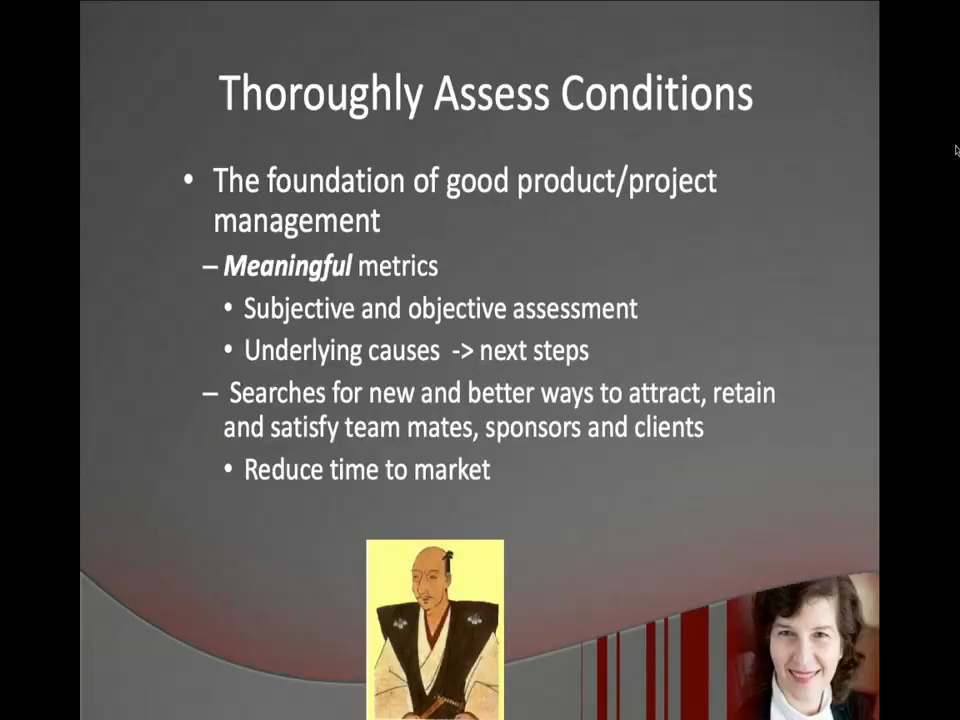 Thoroughly Assess Conditions
• The foundation of good product/project
management
– Meaningful metrics
• Subjective and objective assessment
• Underlying causes -> next steps
– Searches for new and better ways to attract, retain
and satisfy team mates, sponsors and clients
• Reduce time to market